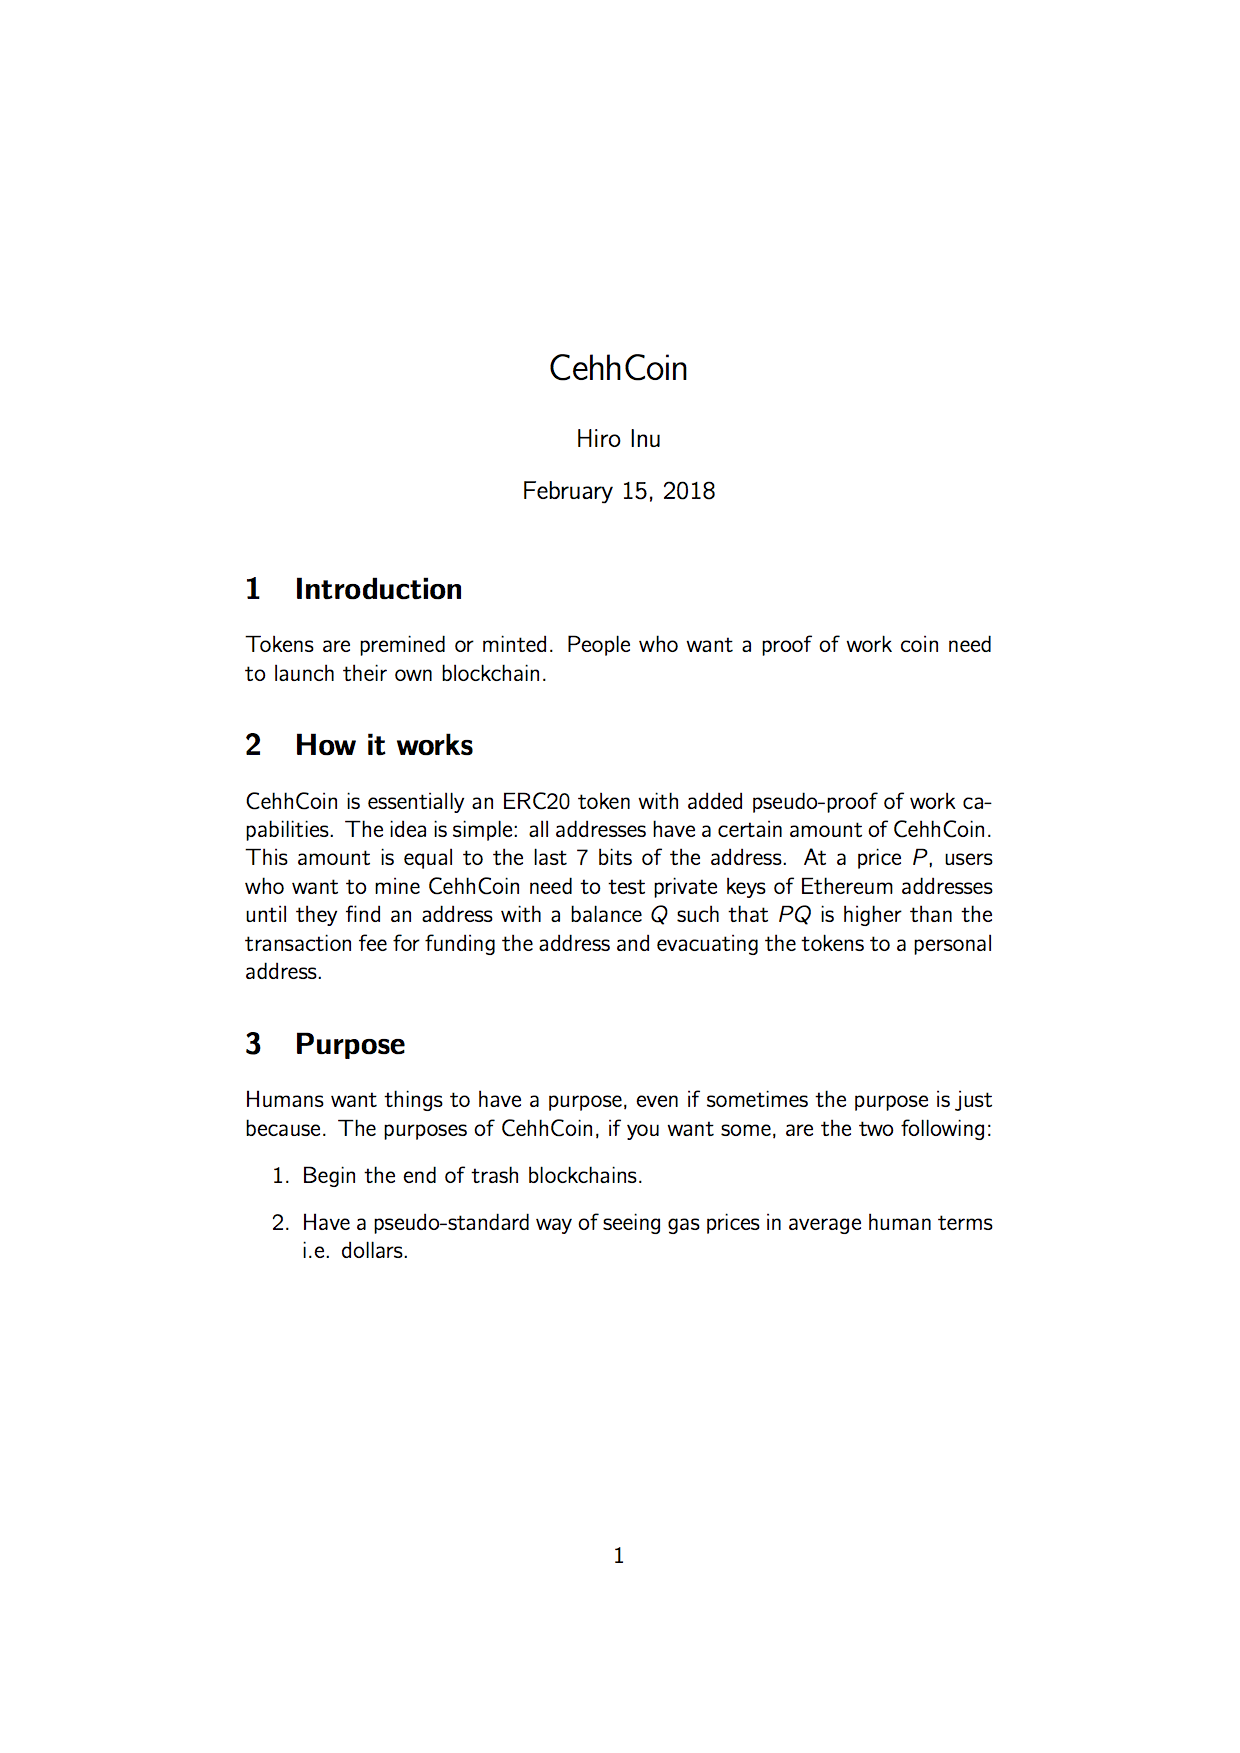 CehhCoin
Hiro Inu
February 15, 2018
1 Introduction
Tokens are premined or minted. People who want a proof of work coin need
to launch their own blockchain.
2 How it works
CehhCoin is essentially an ERC20 token with added pseudo-proof of work ca-
pabilities. The idea is simple: all addresses have a certain amount of CehhCoin.
This amount is equal to the last 7 bits of the address. At a price P, users
who want to mine CehhCoin need to test private keys of Ethereum addresses
until they find an address with a balance Q such that PQ is higher than the
transaction fee for funding the address and evacuating the tokens to a personal
address.
3 Purpose
Humans want things to have a purpose, even if sometimes the purpose is just
because. The purposes of CehhCoin, if you want some, are the two following:
1. Begin the end of trash blockchains.
2. Have a pseudo-standard way of seeing gas prices in average human terms
i.e. dollars.
1